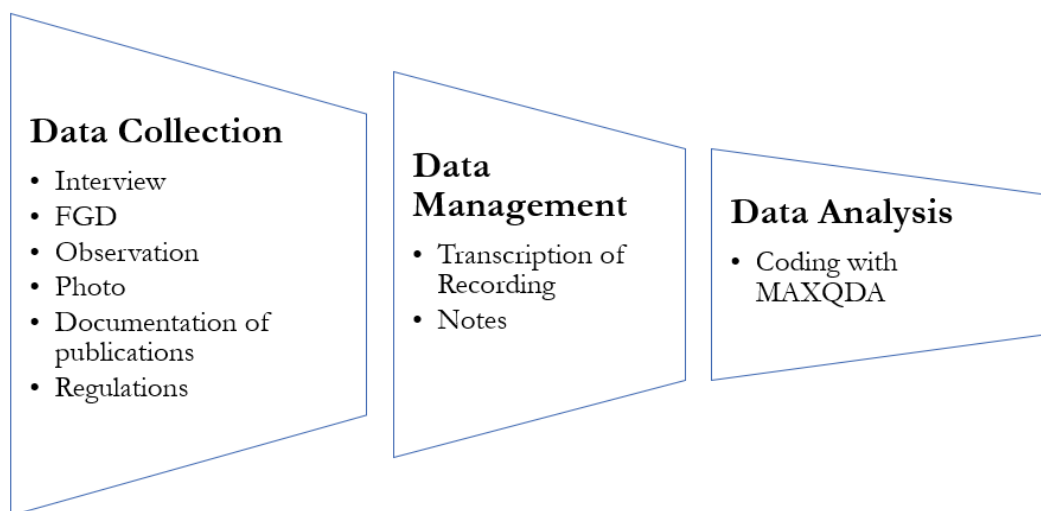 Data Collection
• Interview
• FGD
• Observation
• Photo
• Documentation of
publications
• Regulations
Data
Management
• Transcription of
Recording
• Notes
Data Analysis
• Coding with
MAXQDA